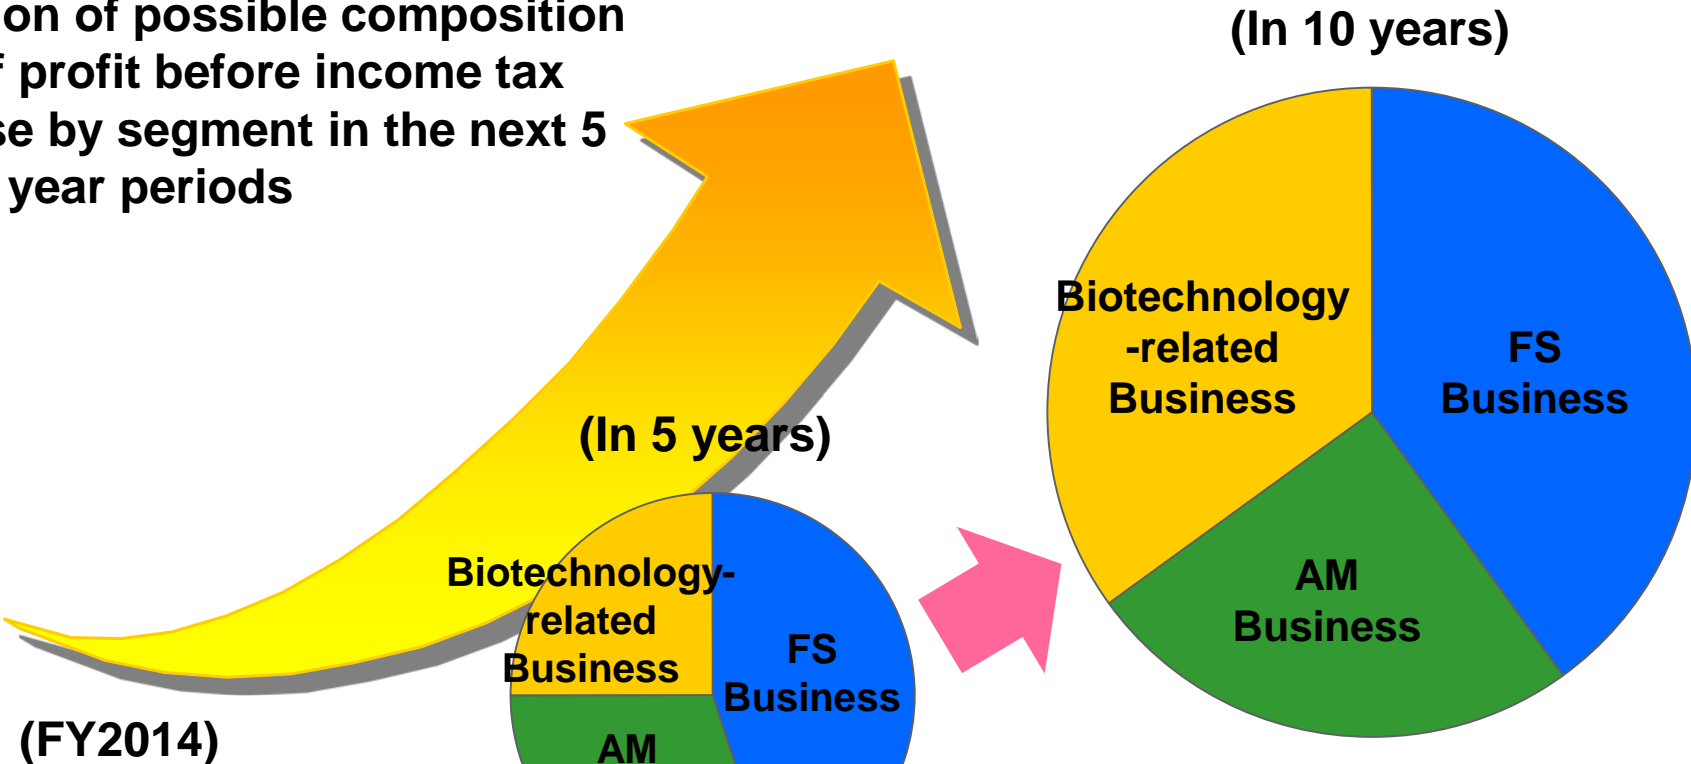 on of possible composition
profit before income tax
se by segment in the next 5
year periods
(In 10 years)
Biotechnology
-related
Business
FS
Business
AM
Business
(In 5 years)
Biotechnology-
related
Business
FS
Business
AM
(FY2014)